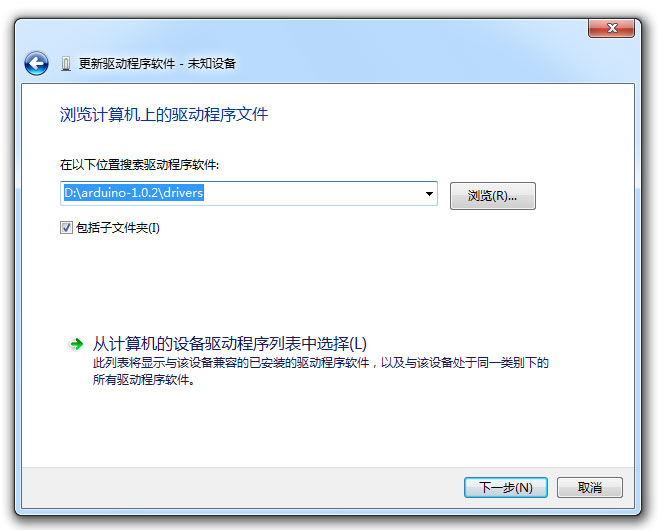 更新驱动程序软件 - 未知设备
浏览计算机上的驱动程序文件
在以下位置搜索驱动程序软件:
D:\arduino-1.0.2\drivers
浏览(R)...
包括子文件夹(I)
从计算机的设备驱动程序列表中选择(L)
此列表将显示与该设备兼容的已安装的驱动程序软件，以及与该设备处于同一类别下的
所有驱动程序软件。
下一步(N)
取消